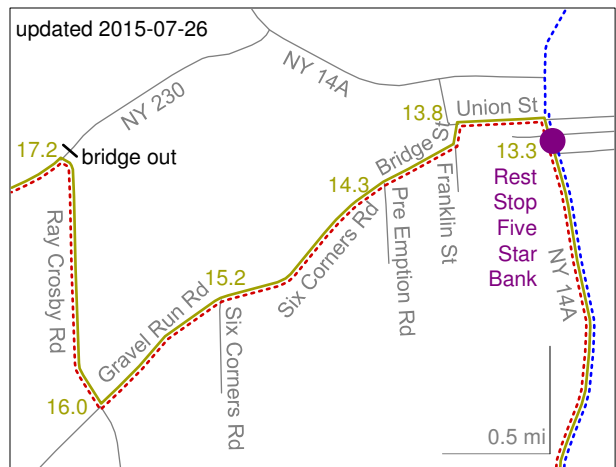 updated 2015-07-26
NY 14A
NY 230
13.8
Union St
17.2
bridge out
Bridge St
13.3
Rest
Stop
Five
Star
Bank
14.3
Franklin St
Ray Crosby Rd
Pre Emption Rd
Six Corners Rd
NY 14A
15.2
Gravel Run Rd
Six Corners Rd
16.0
0.5 mi